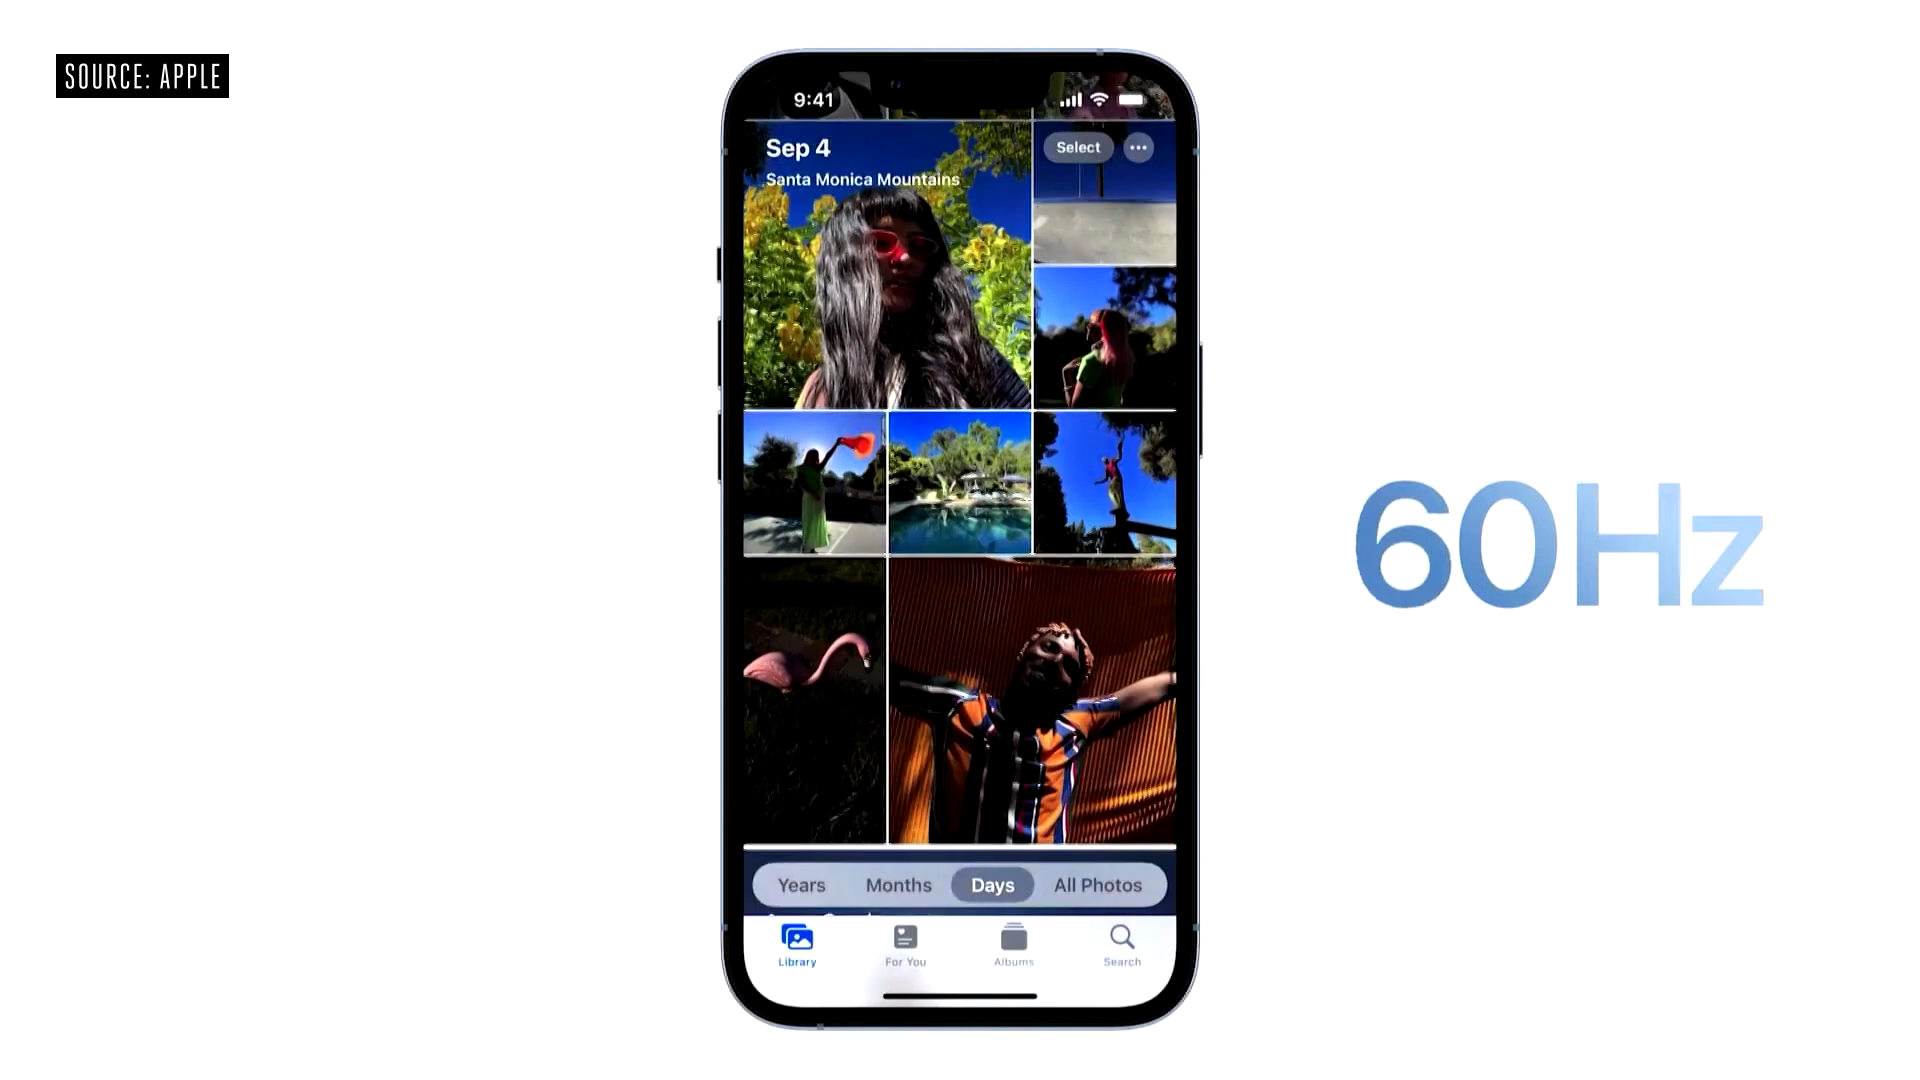 SOURCE: APPLE
9:41
Sep 4
Select
Santa Monica Mountains
60Hz
Years Months Days All Photos
Library For You Albums Search